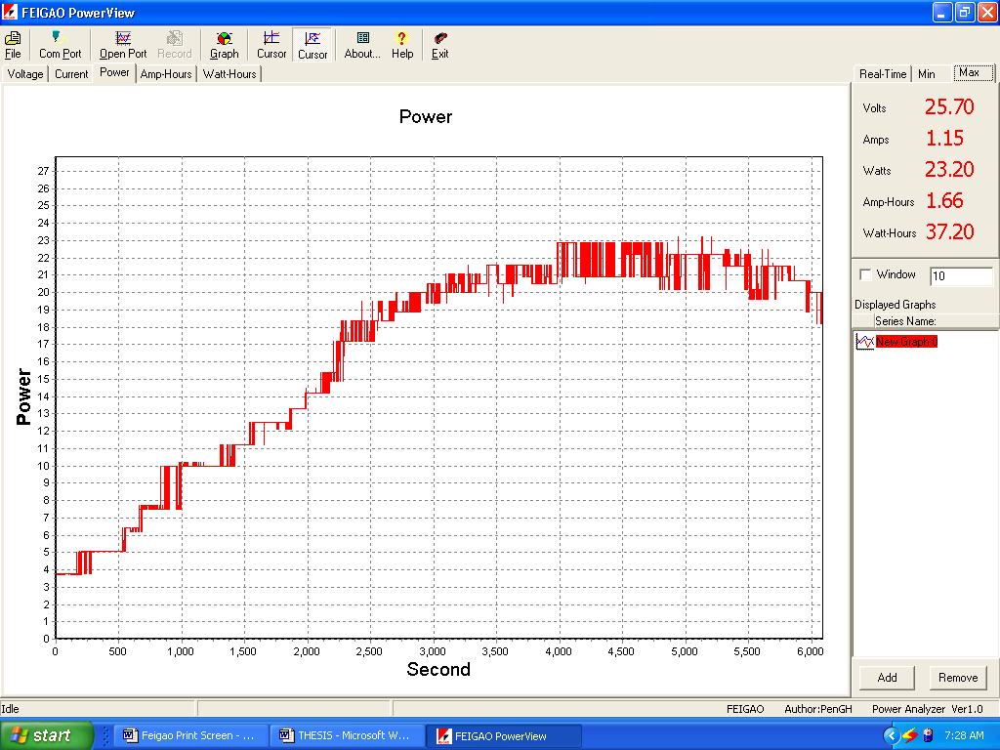 FEIGAO PowerView
File Com Port Open Port Record Graph Cursor Cursor About... Help Exit
Voltage Current Power Amp-Hours Watt-Hours
Real-Time Min Max
Volts 25.70
Amps 1.15
Watts 23.20
Amp-Hours 1.66
Watt-Hours 37.20
Window 10
Displayed Graphs
Series Name:
New Graph 0
Add Remove
Power
27
26
25
24
23
22
21
20
19
18
17
16
15
14
13
12
11
10
9
8
7
6
5
4
3
2
1
0
Power
0 500 1,000 1,500 2,000 2,500 3,000 3,500 4,000 4,500 5,000 5,500 6,000
Second
Idle FEIGAO Author:PenGH Power Analyzer Ver1.0
start Feigao Print Screen - ... THESIS - Microsoft W... FEIGAO PowerView 7:28 AM